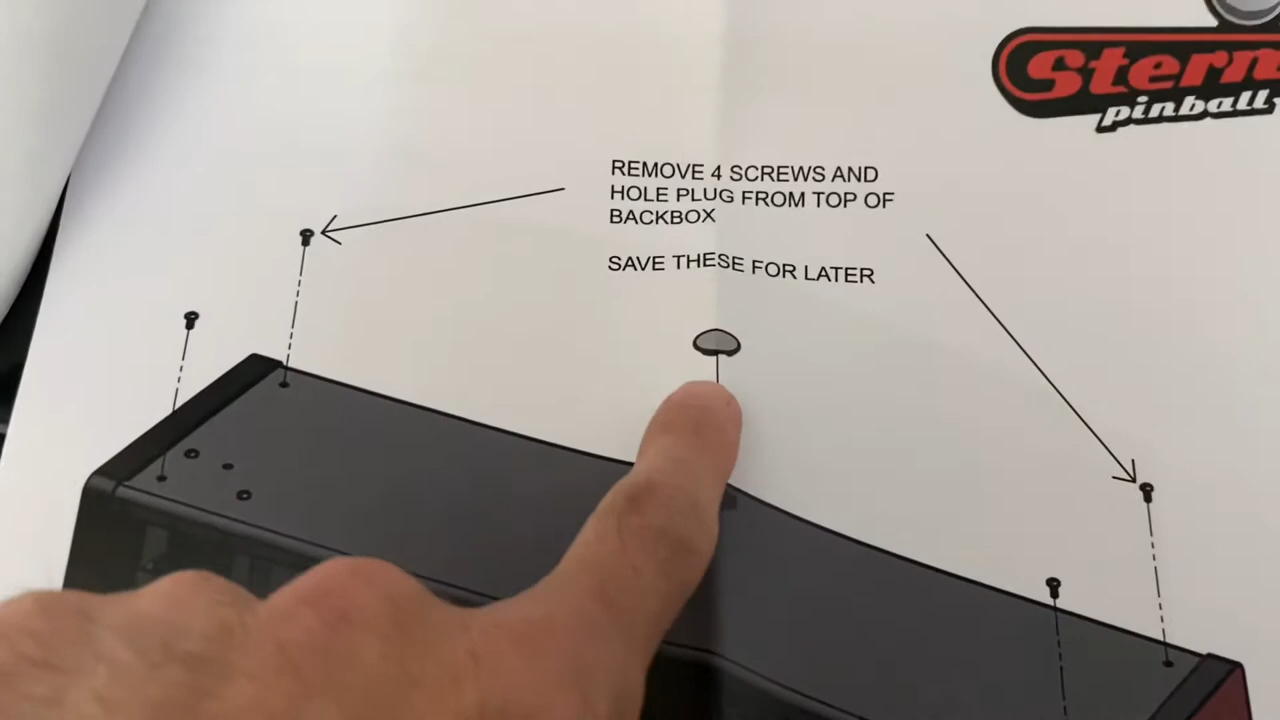 Stern
pinball
REMOVE 4 SCREWS AND
HOLE PLUG FROM TOP OF
BACKBOX
SAVE THESE FOR LATER